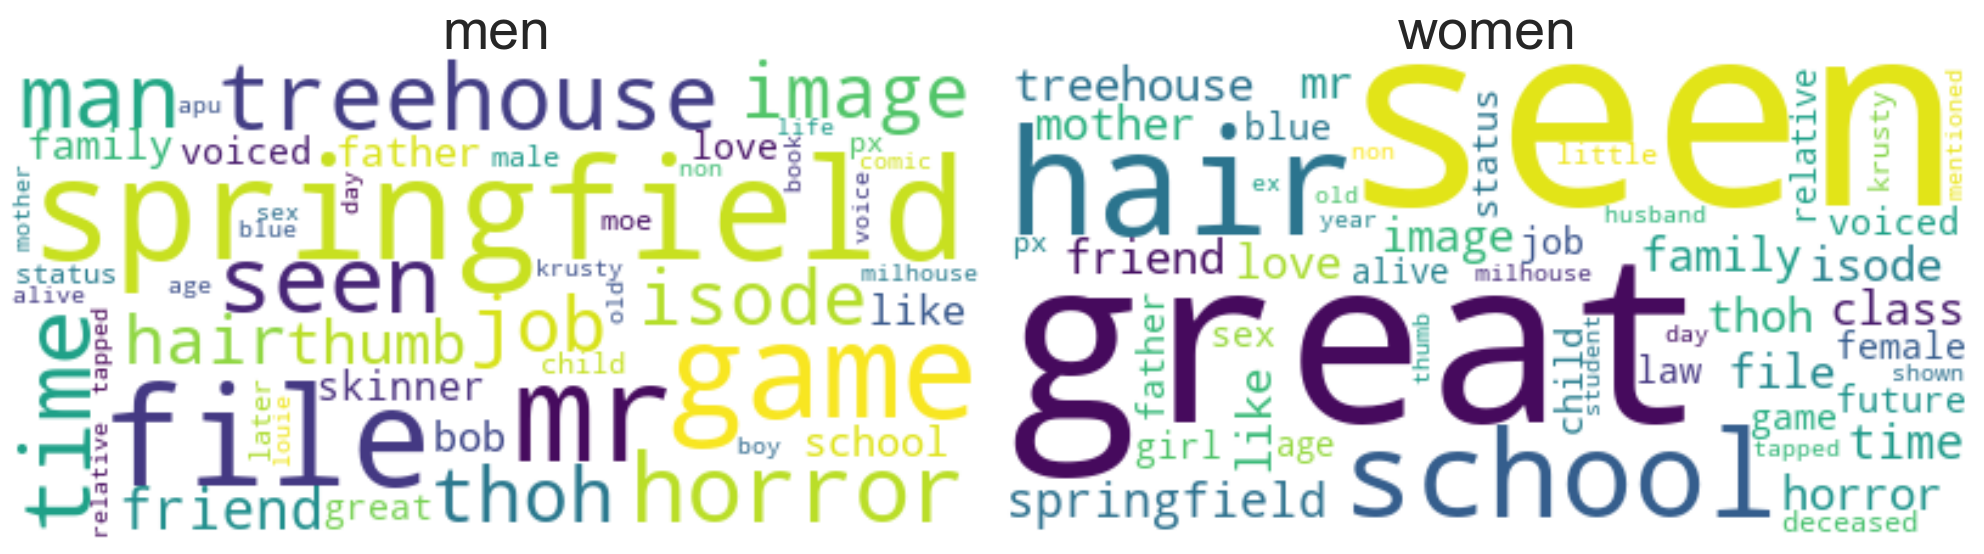 men
man apu treehouse image
family voiced father male love life px
non book comic
mother springfield day voice
sex blue moe
status seen krusty milhouse
alive age old isode like
time tapped hair thumb job child game
file skinner mr
later louie bob boy school
relative friend great thoh horror
women
treehouse mr seen status relative krusty mentioned
mother blue non little
hair ex old year husband voiced
px friend love image job family isode
alive milhouse
great father sex thumb child student day thoh class
law file female shown
girl like age game future
tapped time
springfield school horror
deceased